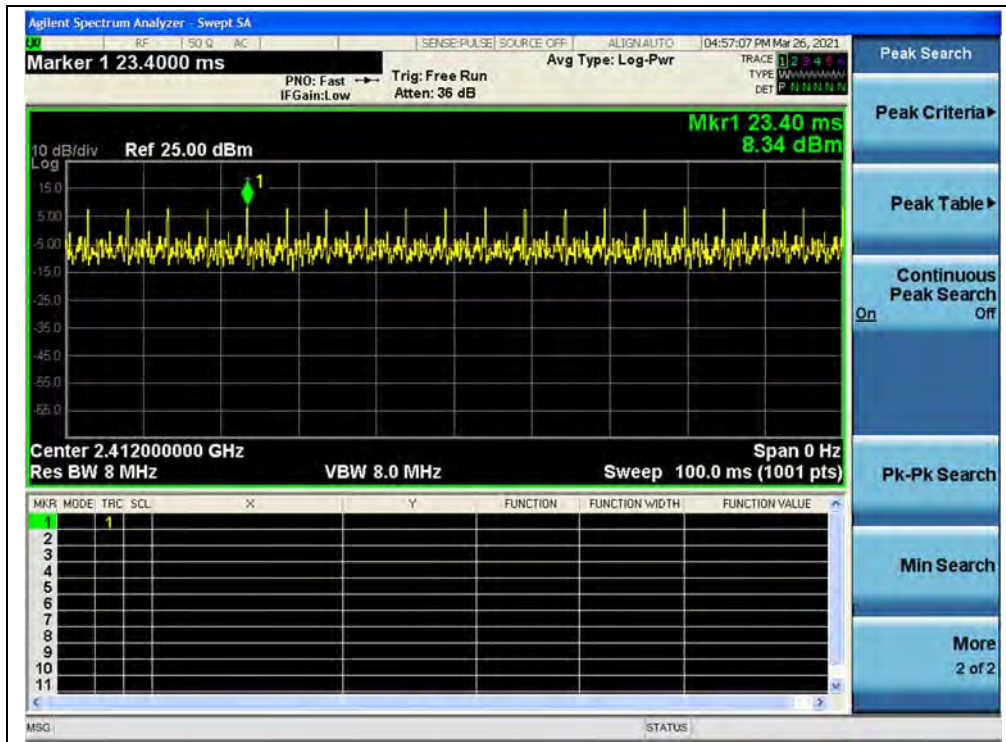 Agilent Spectrum Analyzer - Swept SA
RF 50 Ω AC SENSE:PULSE SOURCE OFF ALIGN AUTO 04:57:07 PM Mar 26, 2021
Marker 1 23.4000 ms
PNO: Fast
IFGain:Low
Trig: Free Run
Atten: 36 dB
Avg Type: Log-Pwr
TRACE 1 2 3 4 5 6
TYPE W
DET P N N N N N
Peak Search
Mkr1 23.40 ms
8.34 dBm
10 dB/div Ref 25.00 dBm
Log
1
15.0
5.00
-5.00
-15.0
-25.0
-35.0
-45.0
-55.0
-65.0
Center 2.412000000 GHz Span 0 Hz
Res BW 8 MHz VBW 8.0 MHz Sweep 100.0 ms (1001 pts)
MKR MODE TRC SCL X Y FUNCTION FUNCTION WIDTH FUNCTION VALUE
1 1
2
3
4
5
6
7
8
9
10
11
MSG STATUS
Peak Criteria
Peak Table
Continuous
Peak Search
On Off
Pk-Pk Search
Min Search
More
2 of 2